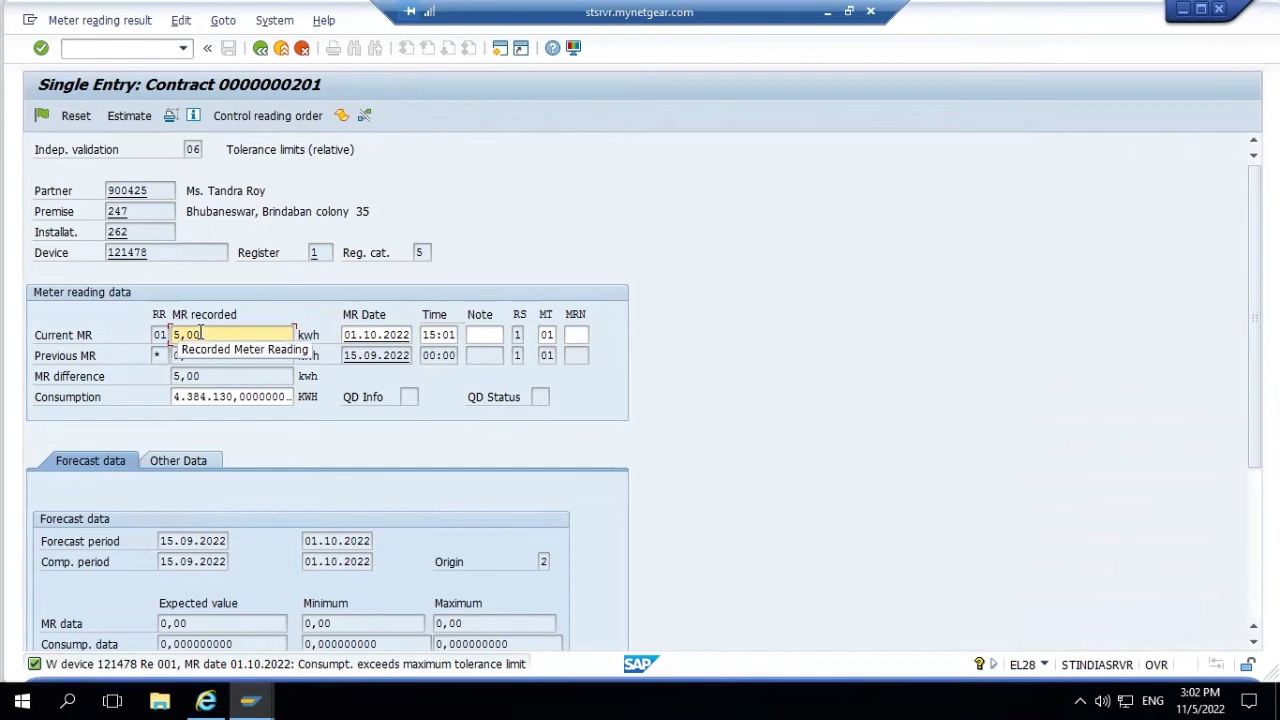 Meter reading result Edit Goto System Help
stsrvr.mynetgear.com
Single Entry: Contract 0000000201
Reset Estimate Control reading order
Indep. validation 06 Tolerance limits (relative)
Partner 900425 Ms. Tandra Roy
Premise 247 Bhubaneswar, Brindaban colony 35
Installat. 262
Device 121478 Register 1 Reg. cat. 5
Meter reading data
RR MR recorded MR Date Time Note RS MT MRN
Current MR 01 5,00 kwh 01.10.2022 15:01 1 01
Recorded Meter Reading
Previous MR * 15.09.2022 00:00 1 01
MR difference 5,00 kwh
Consumption 4.384.130,0000000… KWH QD Info QD Status
Forecast data Other Data
Forecast data
Forecast period 15.09.2022 01.10.2022
Comp. period 15.09.2022 01.10.2022 Origin 2
Expected value Minimum Maximum
MR data 0,00 0,00 0,00
Consump. data 0,000000000 0,000000000 0,000000000
W device 121478 Re 001, MR date 01.10.2022: Consumpt. exceeds maximum tolerance limit
SAP
EL28 STINDIASRVR OVR
ENG
3:02 PM
11/5/2022